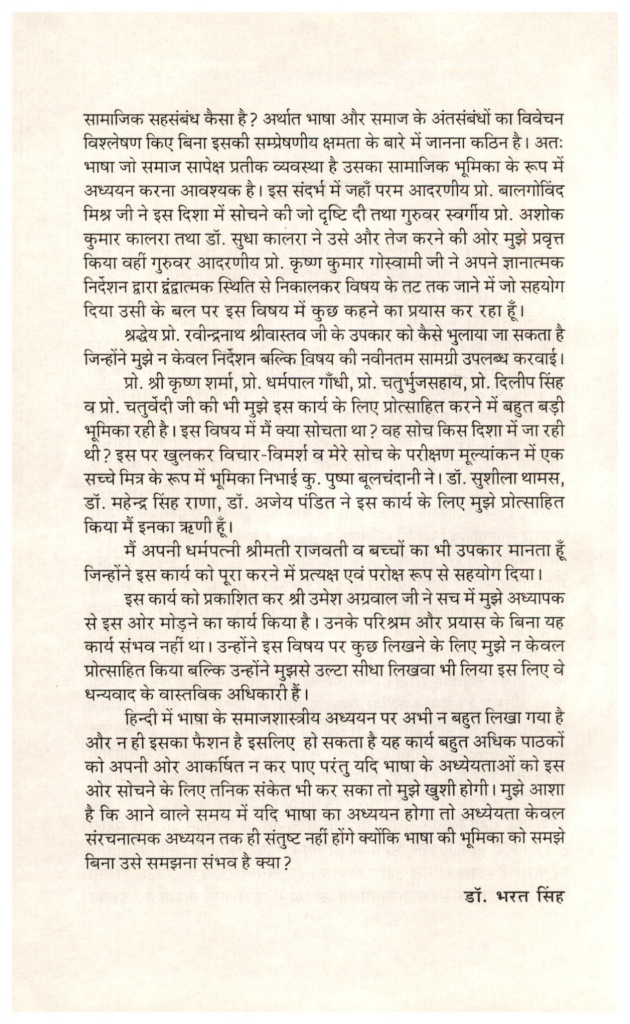 सामाजिक सहसंबंध कैसा है? अर्थात भाषा और समाज के अंतसंबंधों का विवेचन
विश्लेषण किए बिना इसकी सम्प्रेषणीय क्षमता के बारे में जानना कठिन है। अतः
भाषा जो समाज सापेक्ष प्रतीक व्यवस्था है उसका सामाजिक भूमिका के रूप में
अध्ययन करना आवश्यक है। इस संदर्भ में जहाँ परम आदरणीय प्रो. बालगोविंद
मिश्र जी ने इस दिशा में सोचने की जो दृष्टि दी तथा गुरुवर स्वर्गीय प्रो. अशोक
कुमार कालरा तथा डॉ. सुधा कालरा ने उसे और तेज करने की ओर मुझे प्रवृत्त
किया वहीं गुरुवर आदरणीय प्रो. कृष्ण कुमार गोस्वामी जी ने अपने ज्ञानात्मक
निर्देशन द्वारा द्वंद्वात्मक स्थिति से निकालकर विषय के तट तक जाने में जो सहयोग
दिया उसी के बल पर इस विषय में कुछ कहने का प्रयास कर रहा हूँ।
श्रद्धेय प्रो. रवीन्द्रनाथ श्रीवास्तव जी के उपकार को कैसे भुलाया जा सकता है
जिन्होंने मुझे न केवल निर्देशन बल्कि विषय की नवीनतम सामग्री उपलब्ध करवाई।
प्रो. श्री कृष्ण शर्मा, प्रो. धर्मपाल गाँधी, प्रो. चतुर्भुजसहाय, प्रो. दिलीप सिंह
व प्रो. चतुर्वेदी जी की भी मुझे इस कार्य के लिए प्रोत्साहित करने में बहुत बड़ी
भूमिका रही है। इस विषय में मैं क्या सोचता था? वह सोच किस दिशा में जा रही
थी? इस पर खुलकर विचार-विमर्श व मेरे सोच के परीक्षण मूल्यांकन में एक
सच्चे मित्र के रूप में भूमिका निभाई कु. पुष्पा बूलचंदानी ने। डॉ. सुशीला थामस,
डॉ. महेन्द्र सिंह राणा, डॉ. अजेय पंडित ने इस कार्य के लिए मुझे प्रोत्साहित
किया मैं इनका ऋणी हूँ।
मैं अपनी धर्मपत्नी श्रीमती राजवती व बच्चों का भी उपकार मानता हूँ
जिन्होंने इस कार्य को पूरा करने में प्रत्यक्ष एवं परोक्ष रूप से सहयोग दिया।
इस कार्य को प्रकाशित कर श्री उमेश अग्रवाल जी ने सच में मुझे अध्यापक
से इस ओर मोड़ने का कार्य किया है। उनके परिश्रम और प्रयास के बिना यह
कार्य संभव नहीं था। उन्होंने इस विषय पर कुछ लिखने के लिए मुझे न केवल
प्रोत्साहित किया बल्कि उन्होंने मुझसे उल्टा सीधा लिखवा भी लिया इस लिए वे
धन्यवाद के वास्तविक अधिकारी हैं।
हिन्दी में भाषा के समाजशास्त्रीय अध्ययन पर अभी न बहुत लिखा गया है
और न ही इसका फैशन है इसलिए हो सकता है यह कार्य बहुत अधिक पाठकों
को अपनी ओर आकर्षित न कर पाए परंतु यदि भाषा के अध्येयताओं को इस
ओर सोचने के लिए तनिक संकेत भी कर सका तो मुझे खुशी होगी। मुझे आशा
है कि आने वाले समय में यदि भाषा का अध्ययन होगा तो अध्येयता केवल
संरचनात्मक अध्ययन तक ही संतुष्ट नहीं होंगे क्योंकि भाषा की भूमिका को समझे
बिना उसे समझना संभव है क्या?
डॉ. भरत सिंह